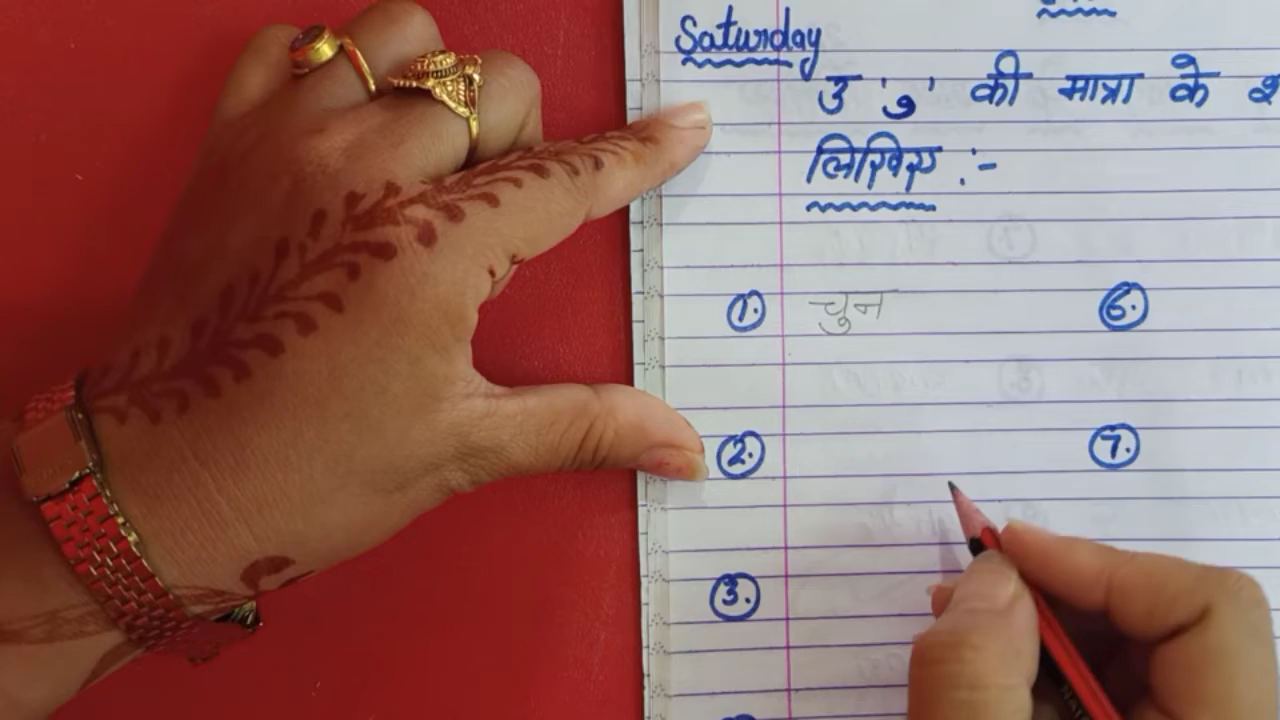 Saturday
उ 'ु' की मात्रा के
लिखिए :-
1. चुन
6.
2.
7.
3.